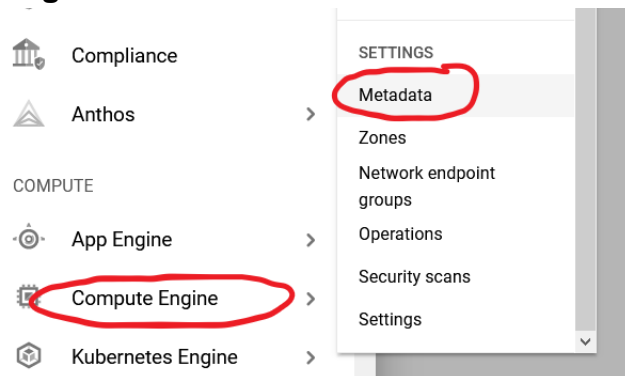 Compliance
Anthos
COMPUTE
App Engine
Compute Engine
Kubernetes Engine
SETTINGS
Metadata
Zones
Network endpoint
groups
Operations
Security scans
Settings